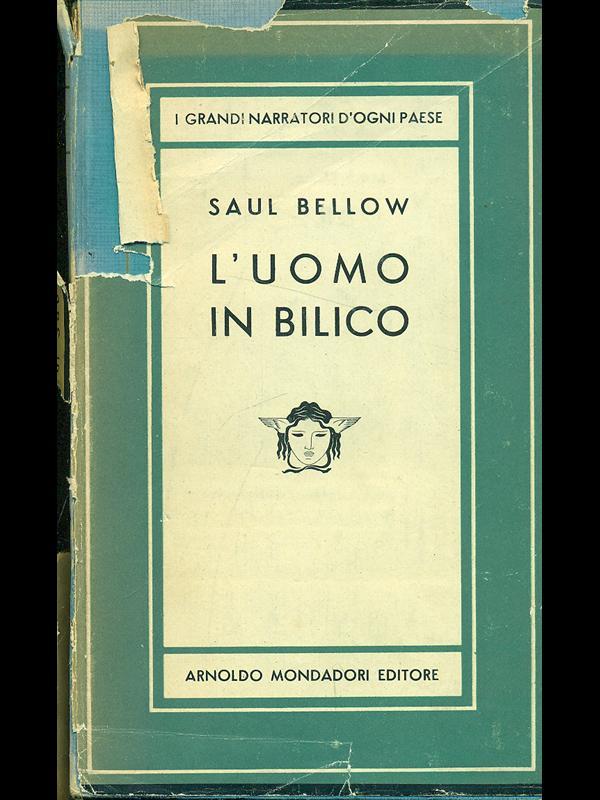 I GRANDI NARRATORI D'OGNI PAESE
SAUL BELLOW
L'UOMO
IN BILICO
ARNOLDO MONDADORI EDITORE